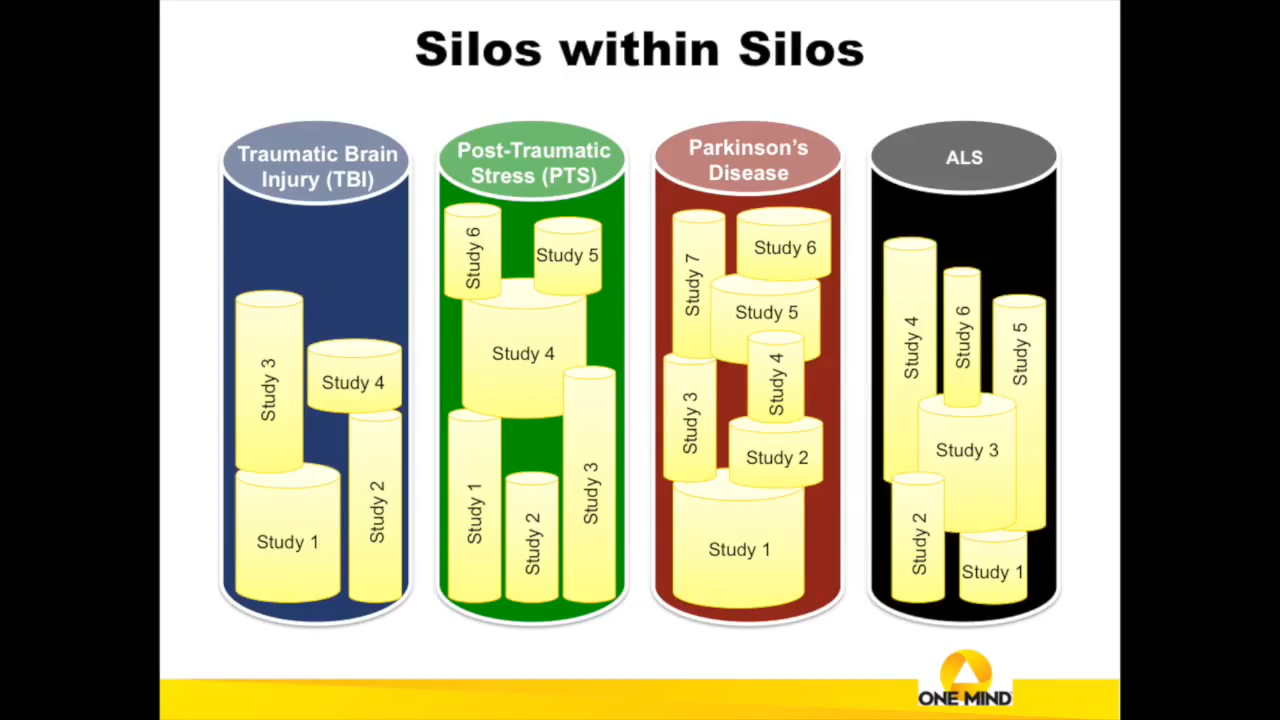 Silos within Silos
Traumatic Brain
Injury (TBI)
Study 3
Study 4
Study 1
Study 2
Post-Traumatic
Stress (PTS)
Study 6
Study 5
Study 4
Study 1
Study 2
Study 3
Parkinson's
Disease
Study 7
Study 6
Study 5
Study 4
Study 3
Study 2
Study 1
ALS
Study 4
Study 6
Study 5
Study 3
Study 2
Study 1
ONE MIND